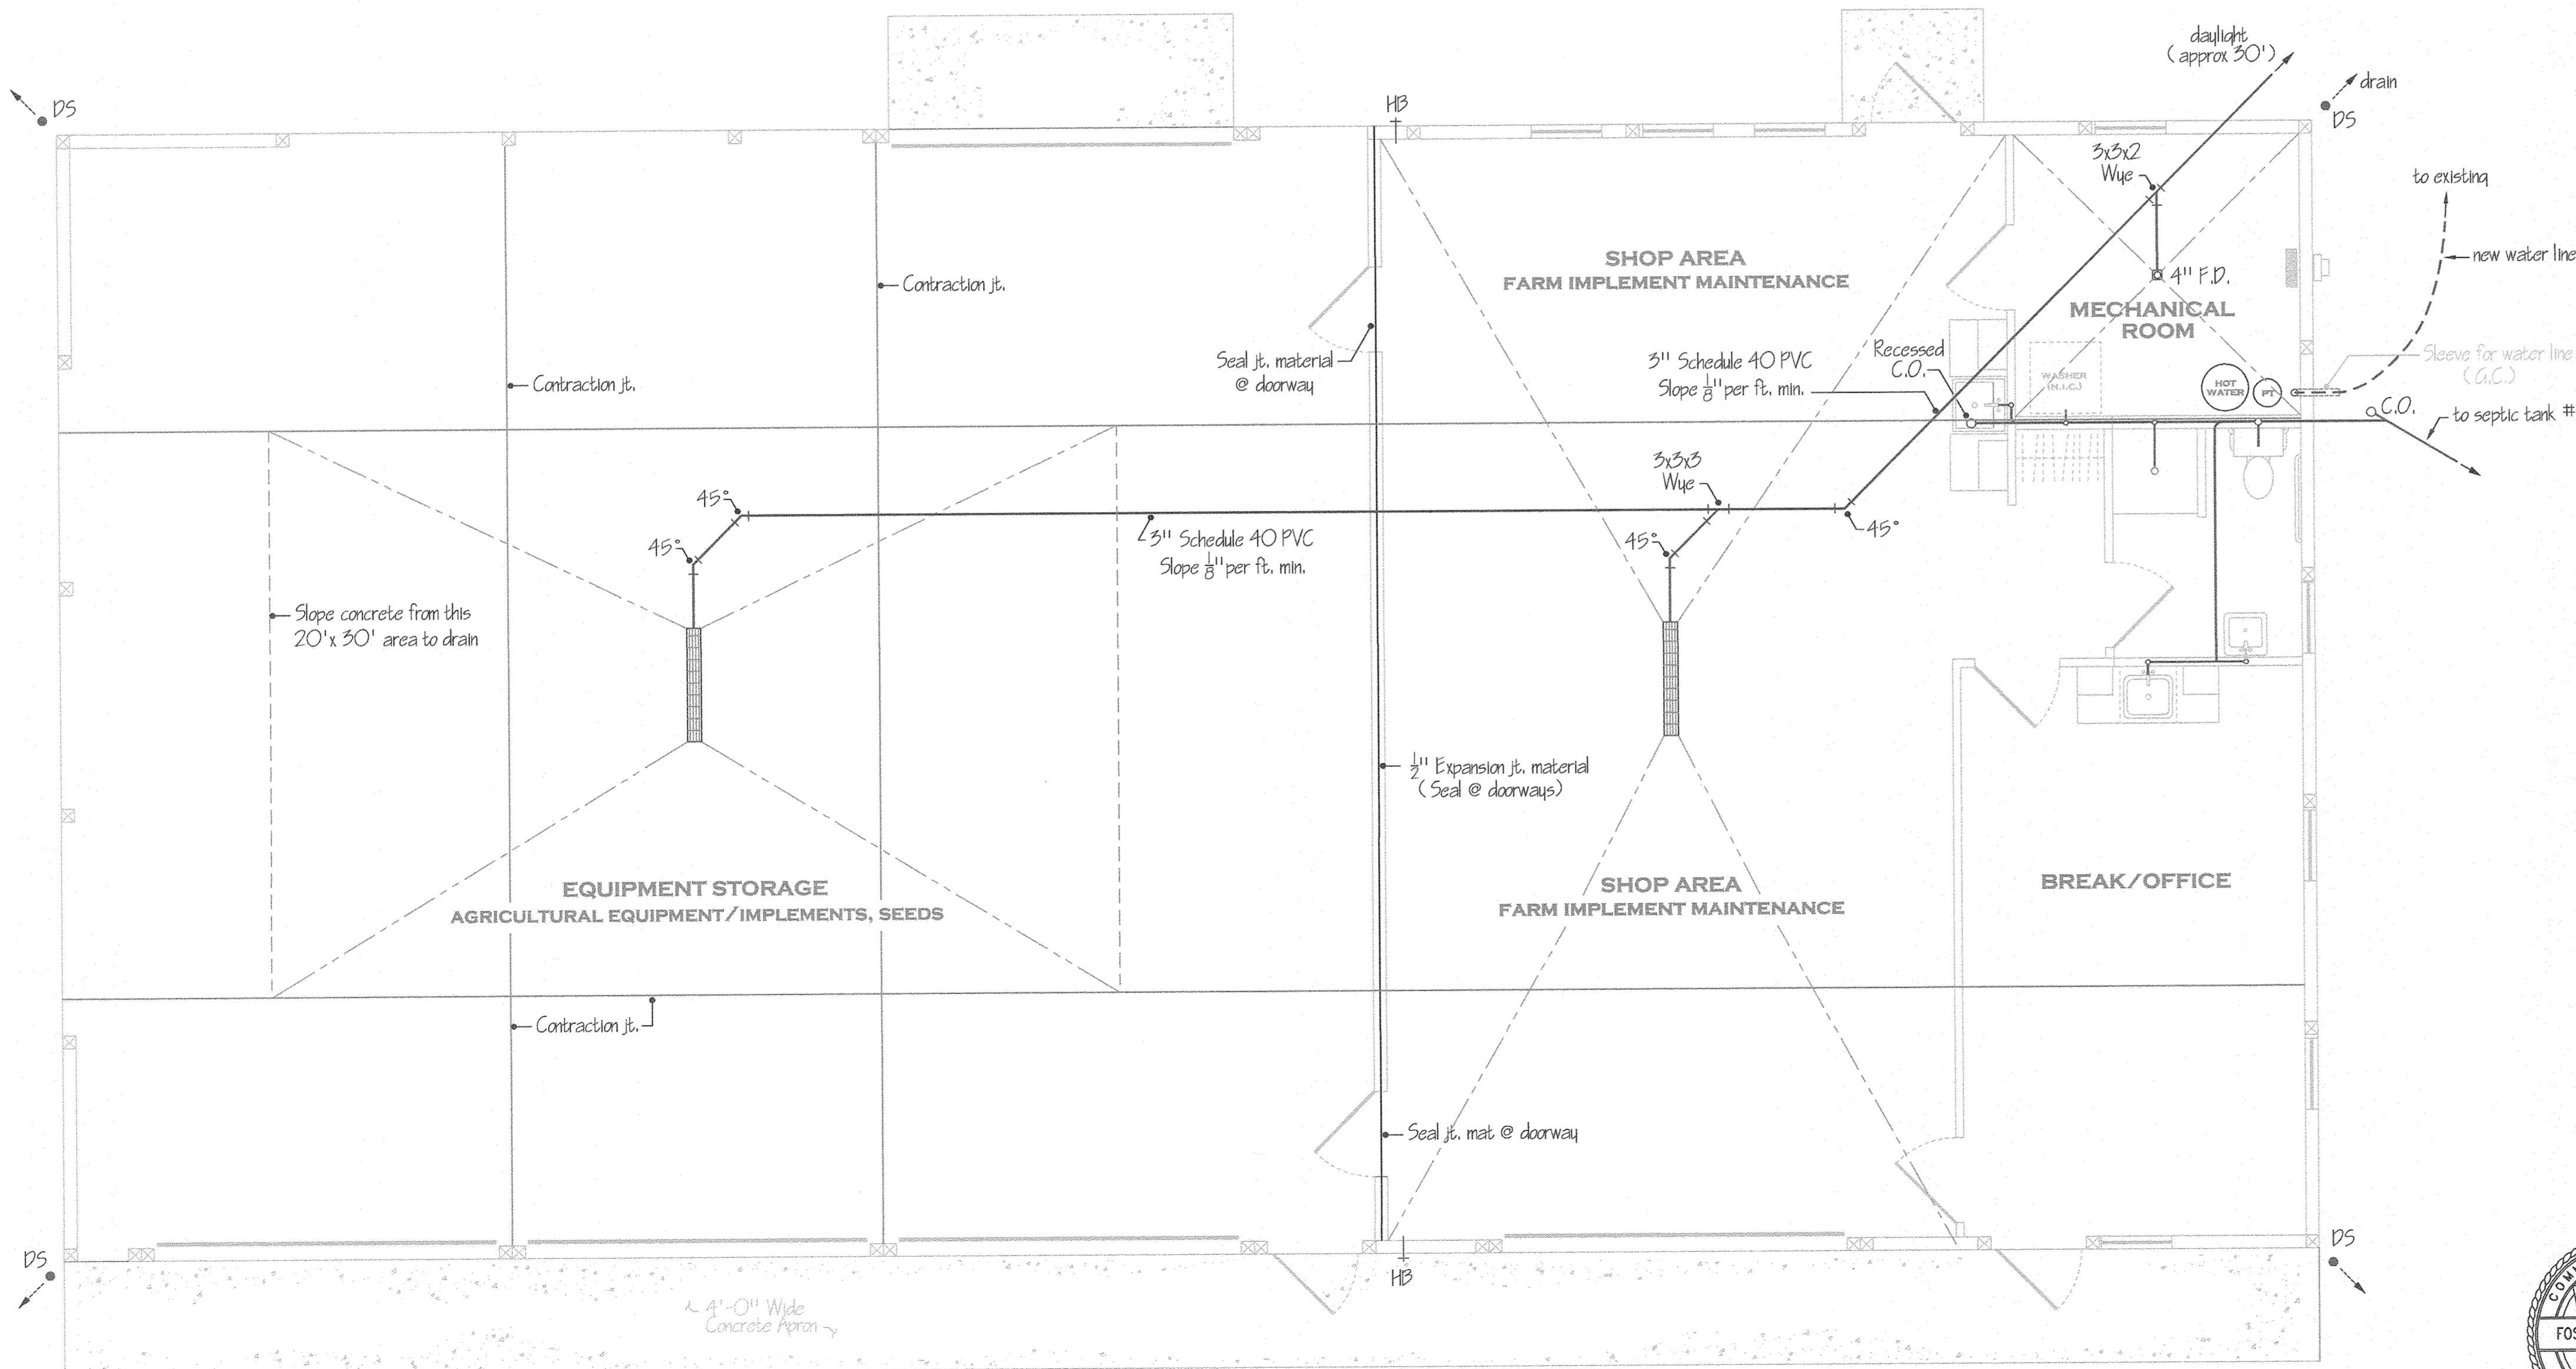 daylight
(approx 30')
drain
DS
DS
HB
3x3x2
Wye
to existing
new water line
4" F.D.
SHOP AREA
FARM IMPLEMENT MAINTENANCE
MECHANICAL
ROOM
Contraction jt.
Contraction jt.
Seal jt. material
@ doorway
3" Schedule 40 PVC
Slope 1/8" per ft. min.
Recessed
C.O.
WASHER
(N.I.C.)
HOT
WATER
PT
Sleeve for water line
(G.C.)
C.O.
to septic tank #
3x3x3
Wye
45°
45°
45°
45°
3" Schedule 40 PVC
Slope 1/8" per ft. min.
Slope concrete from this
20' x 30' area to drain
1/2" Expansion jt. material
(Seal @ doorways)
EQUIPMENT STORAGE
AGRICULTURAL EQUIPMENT/IMPLEMENTS, SEEDS
SHOP AREA
FARM IMPLEMENT MAINTENANCE
BREAK/OFFICE
Contraction jt.
Seal jt. mat @ doorway
DS
HB
DS
4'-0" Wide
Concrete Apron
COM
FOS